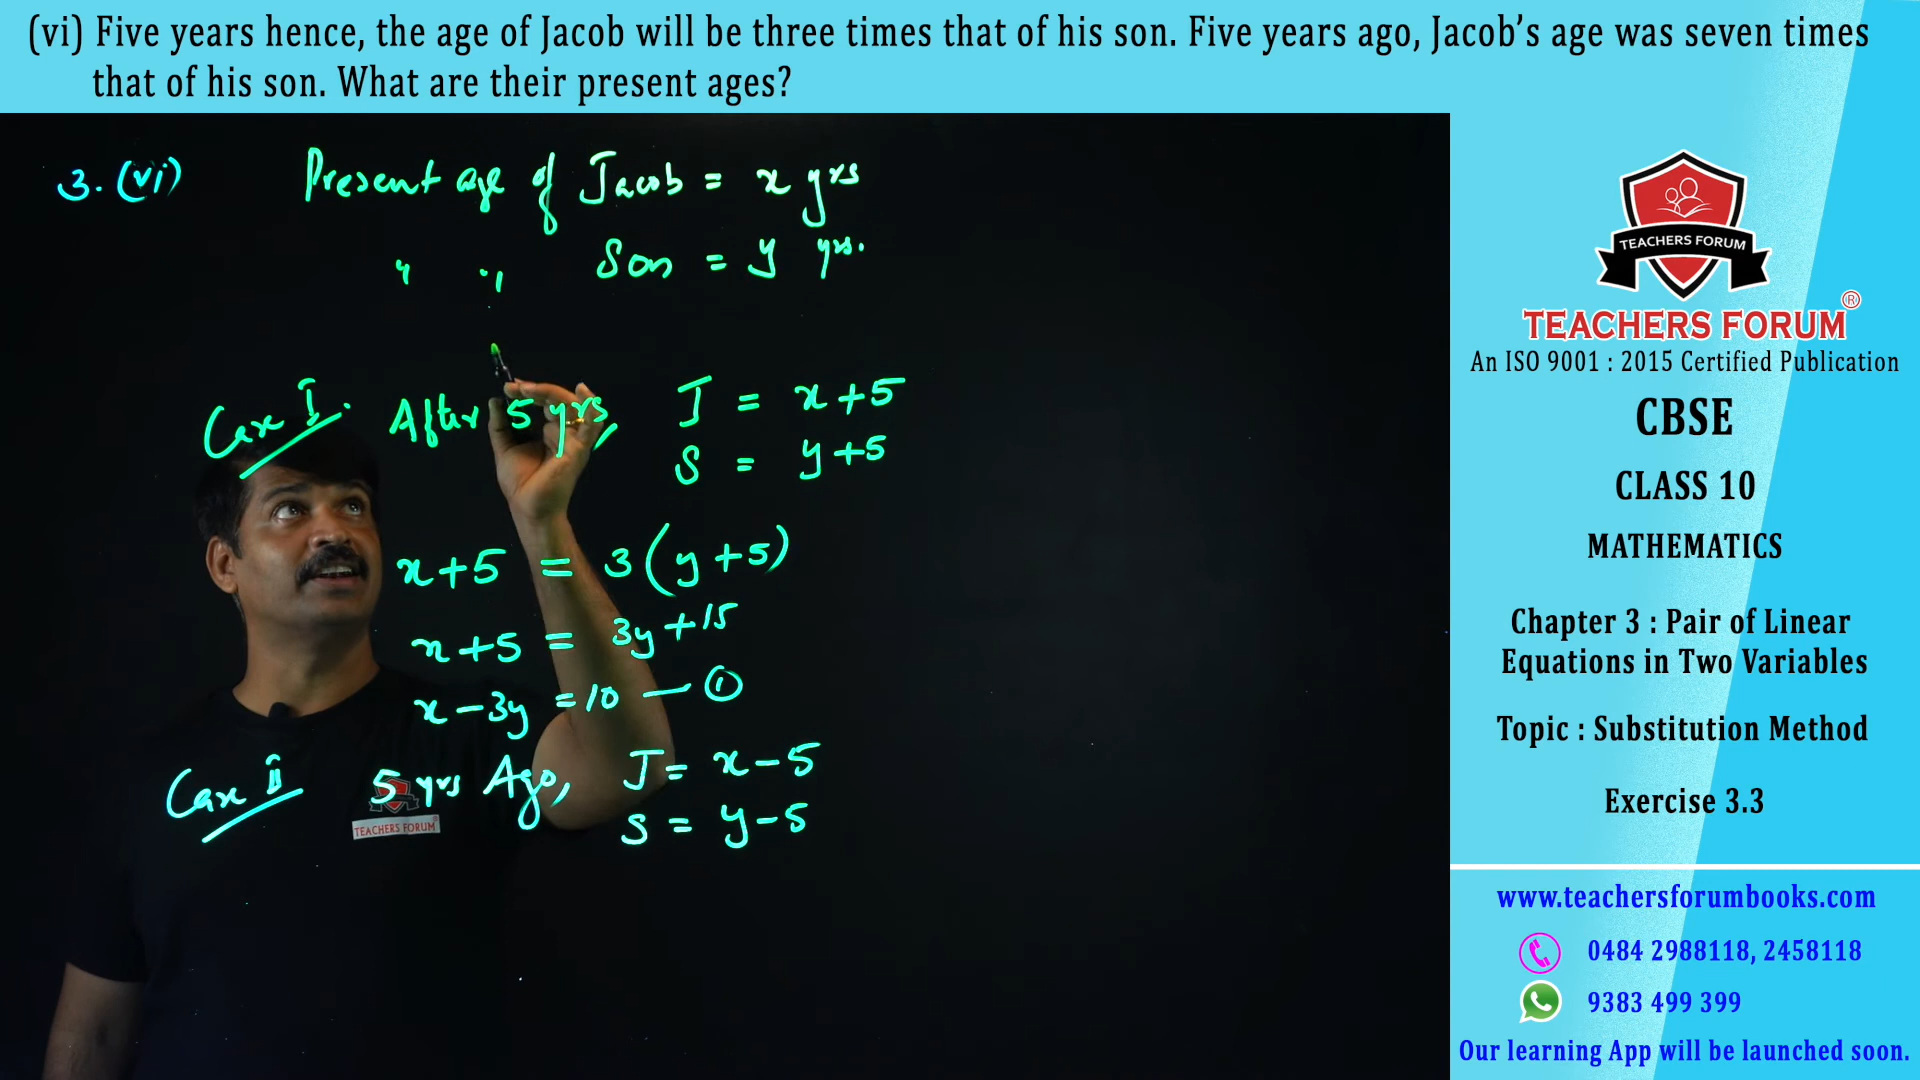 (vi) Five years hence, the age of Jacob will be three times that of his son. Five years ago, Jacob’s age was seven times
that of his son. What are their present ages?
3. (vi) Present age of Jacob = x yrs
" " Son = y yrs.
Case I. After 5 yrs, J = x+5
S = y+5
x+5 = 3(y+5)
x+5 = 3y+15
x-3y = 10 — ①
Case II 5 yrs Ago, J = x-5
S = y-5
TEACHERS FORUM
TEACHERS FORUM
TEACHERS FORUM®
An ISO 9001 : 2015 Certified Publication
CBSE
CLASS 10
MATHEMATICS
Chapter 3 : Pair of Linear
Equations in Two Variables
Topic : Substitution Method
Exercise 3.3
www.teachersforumbooks.com
0484 2988118, 2458118
9383 499 399
Our learning App will be launched soon.